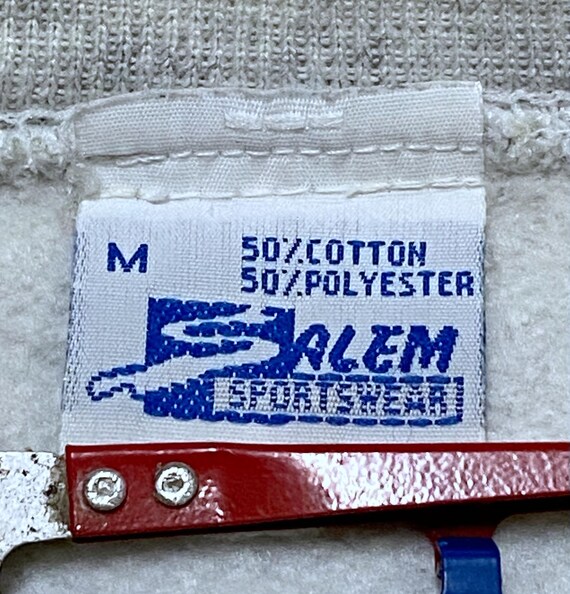 M
50% COTTON
50% POLYESTER
SALEM
SPORTSWEAR